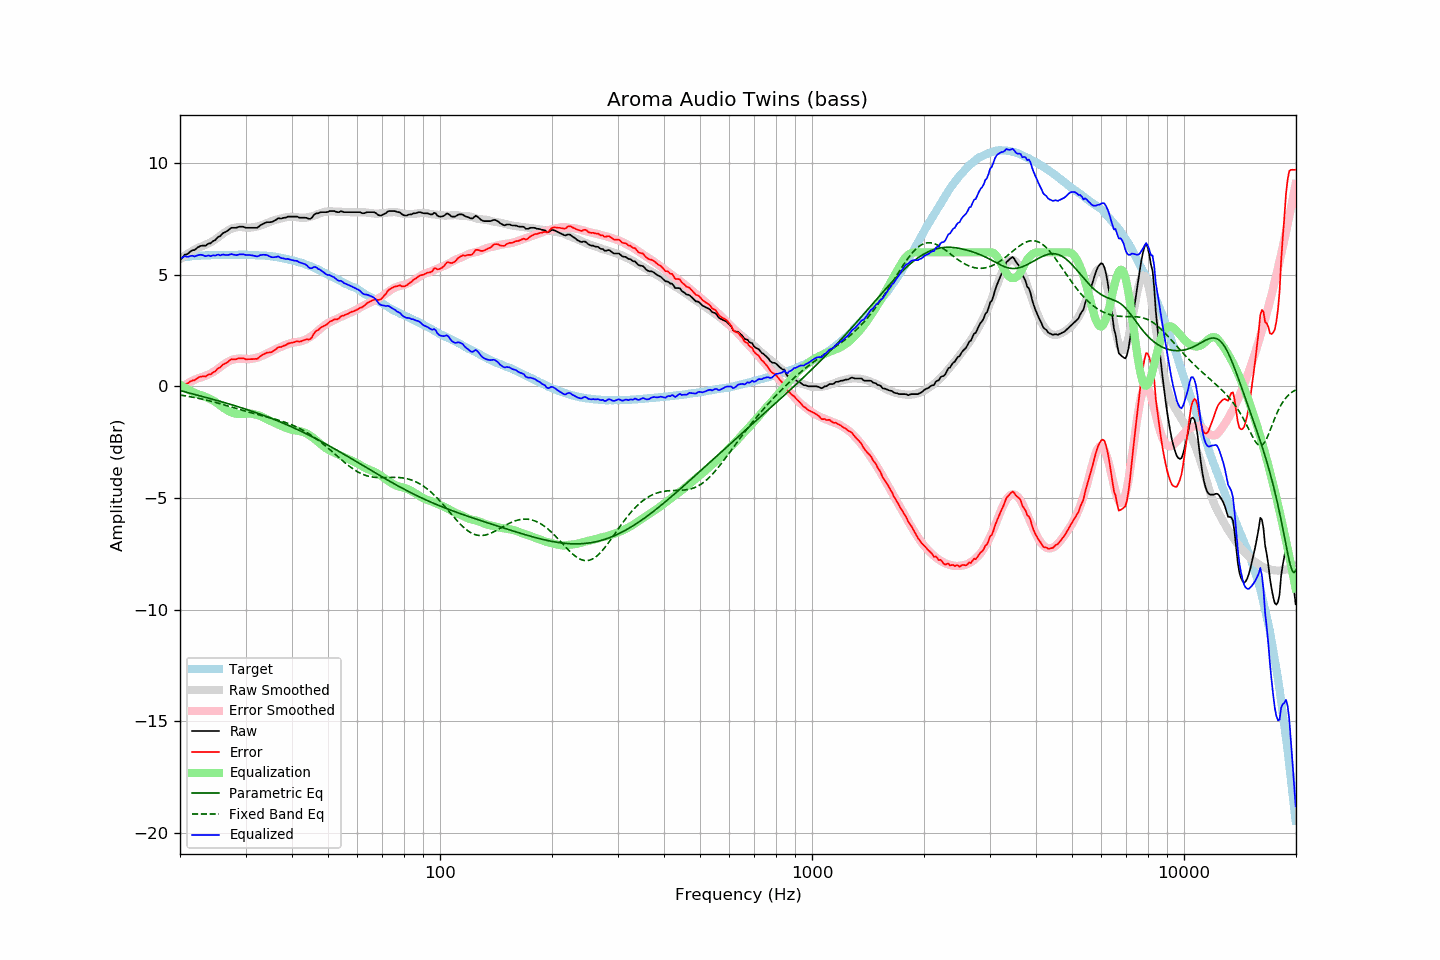 Aroma Audio Twins (bass)
Amplitude (dBr)
10
5
0
−5
−10
−15
−20
Target
Raw Smoothed
Error Smoothed
Raw
Error
Equalization
Parametric Eq
Fixed Band Eq
Equalized
100
1000
10000
Frequency (Hz)